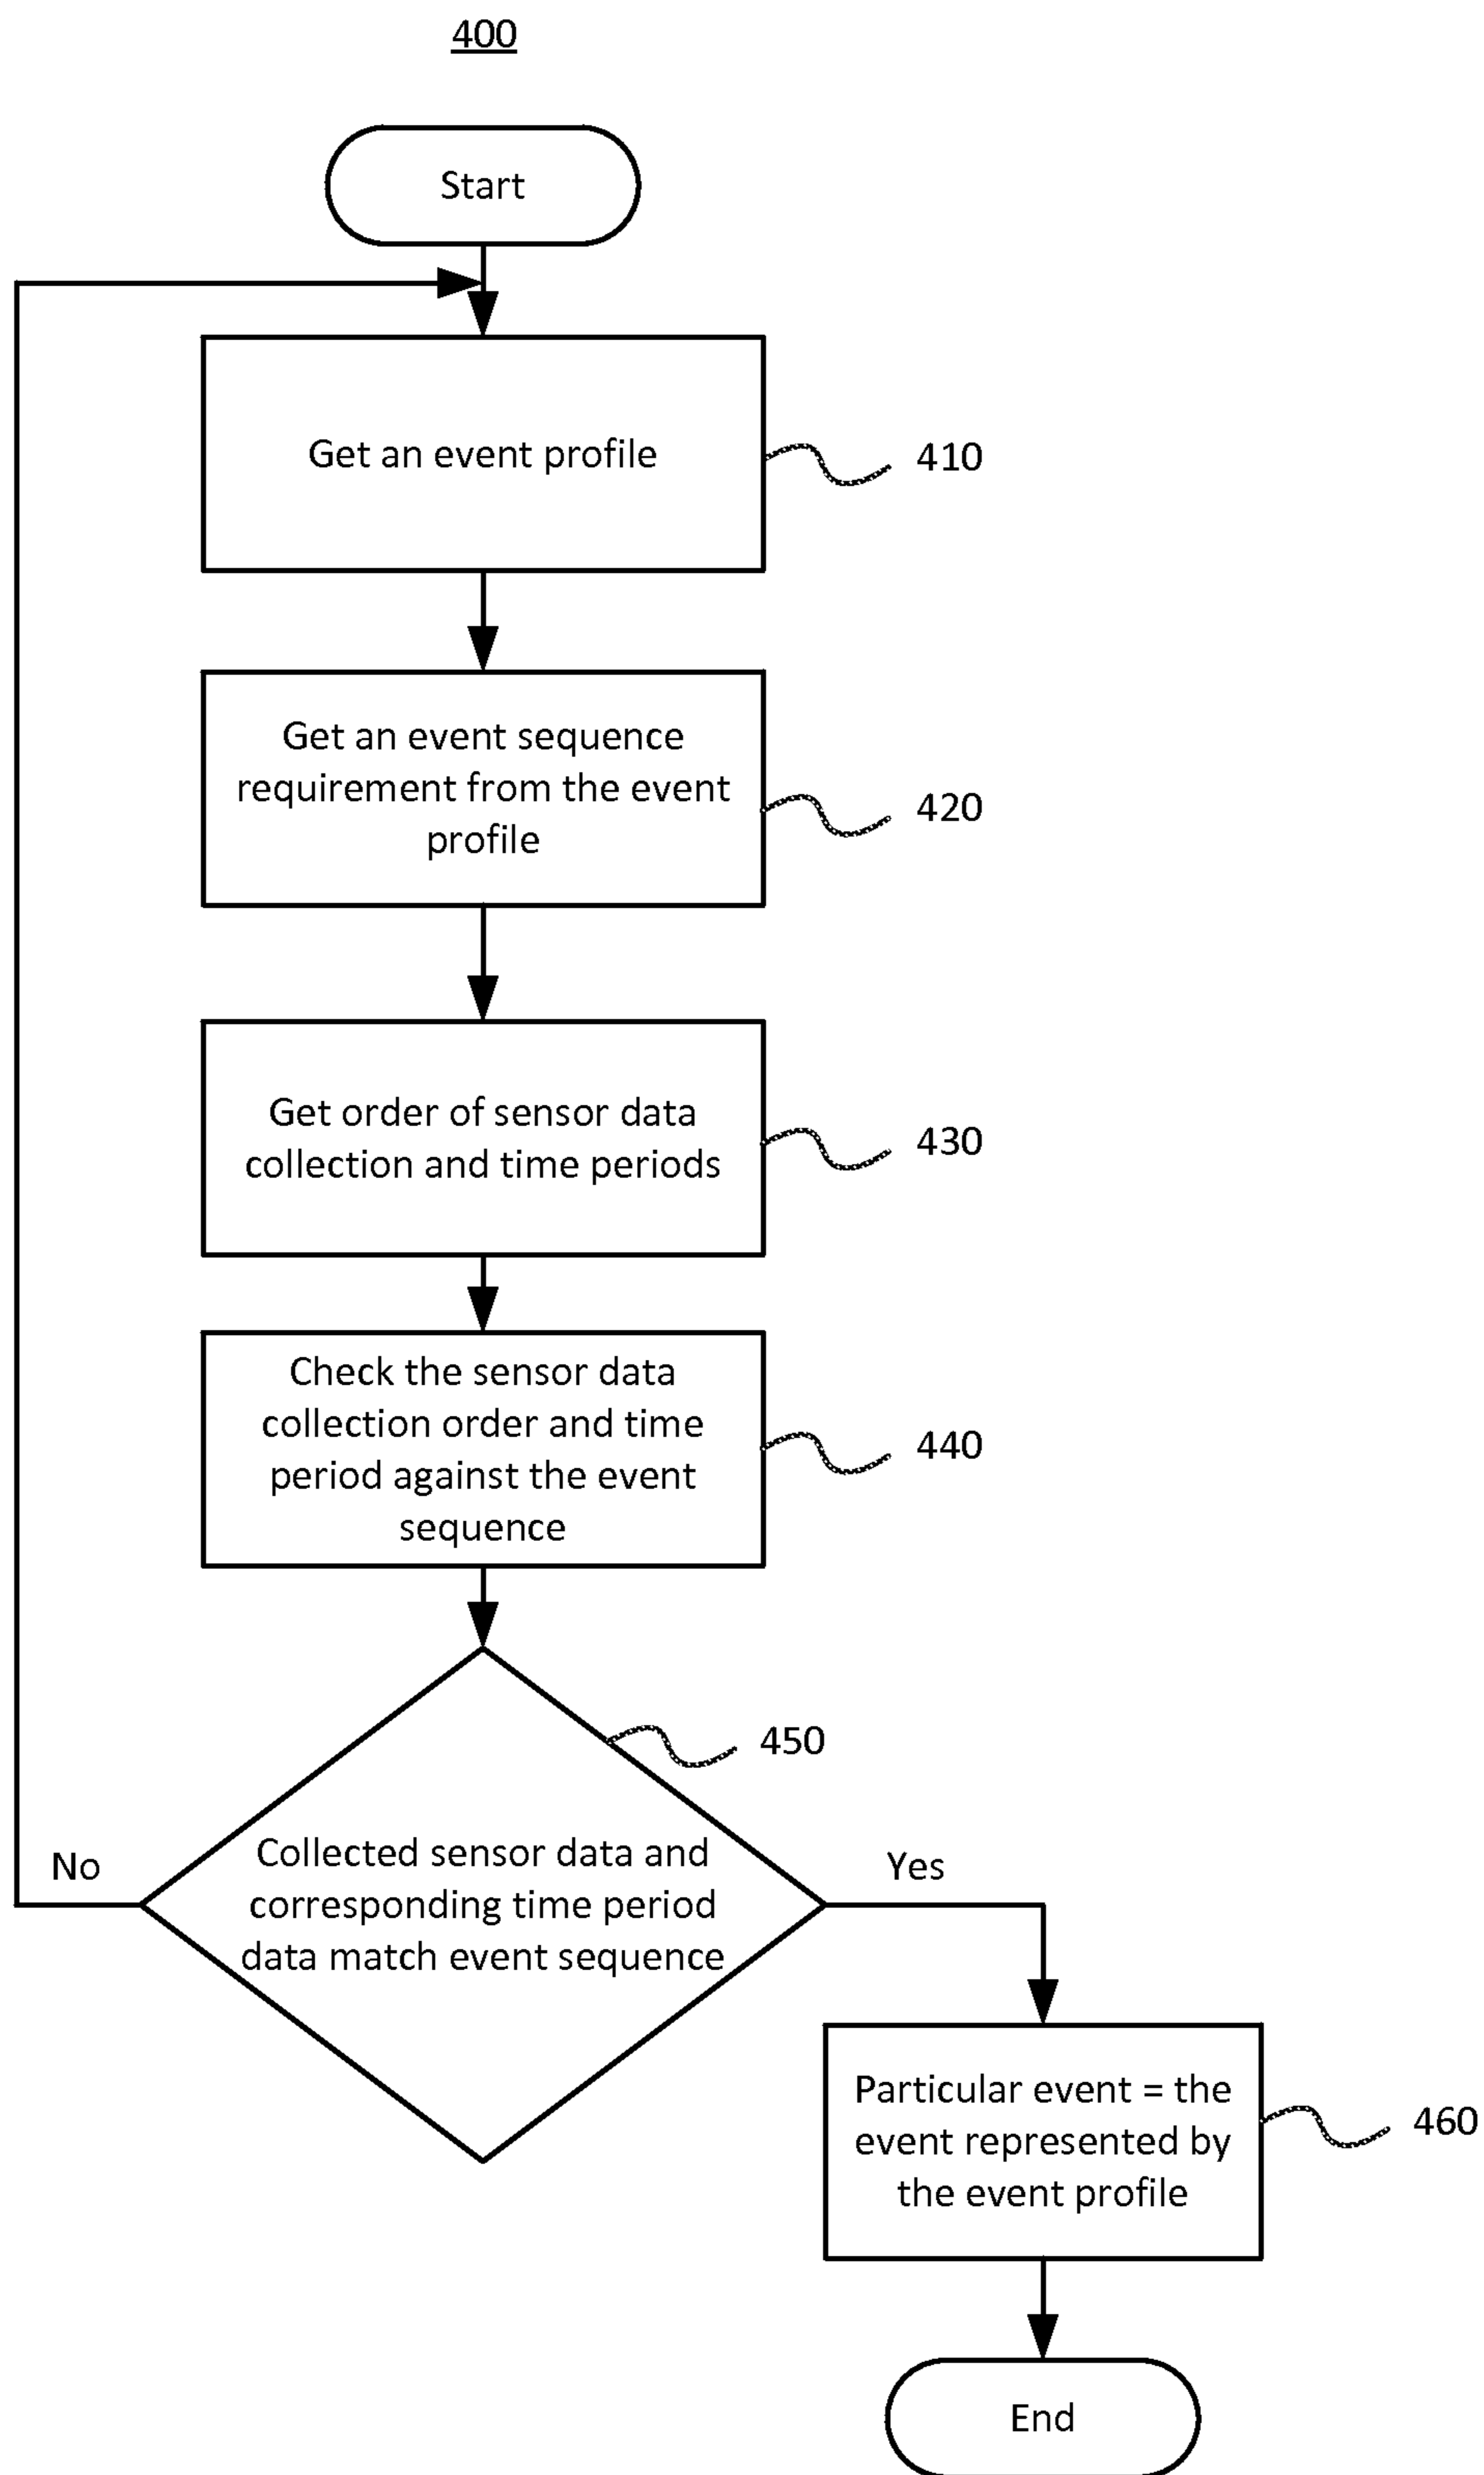 400
Start
Get an event profile
410
Get an event sequence
requirement from the event
profile
420
Get order of sensor data
collection and time periods
430
Check the sensor data
collection order and time
period against the event
sequence
440
450
Collected sensor data and
corresponding time period
data match event sequence
No
Yes
Particular event = the
event represented by
the event profile
460
End